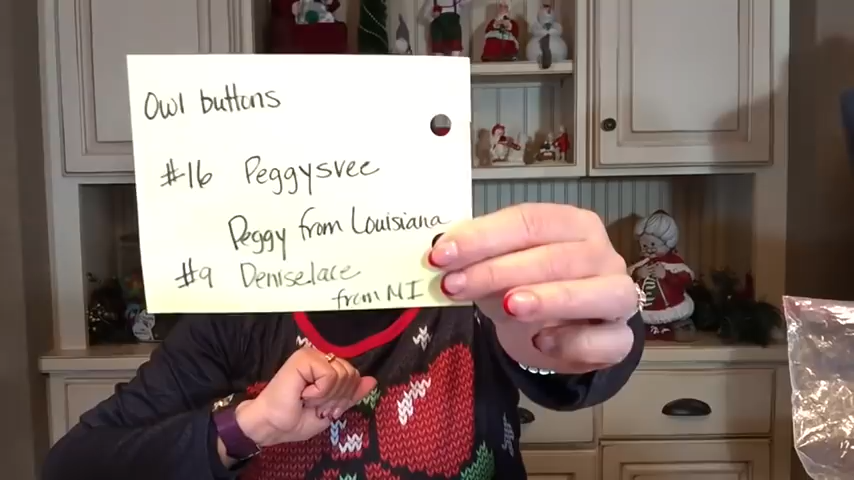 Owl buttons
#16 Peggysvee
Peggy from Louisiana
#9 Deniselace
from MI